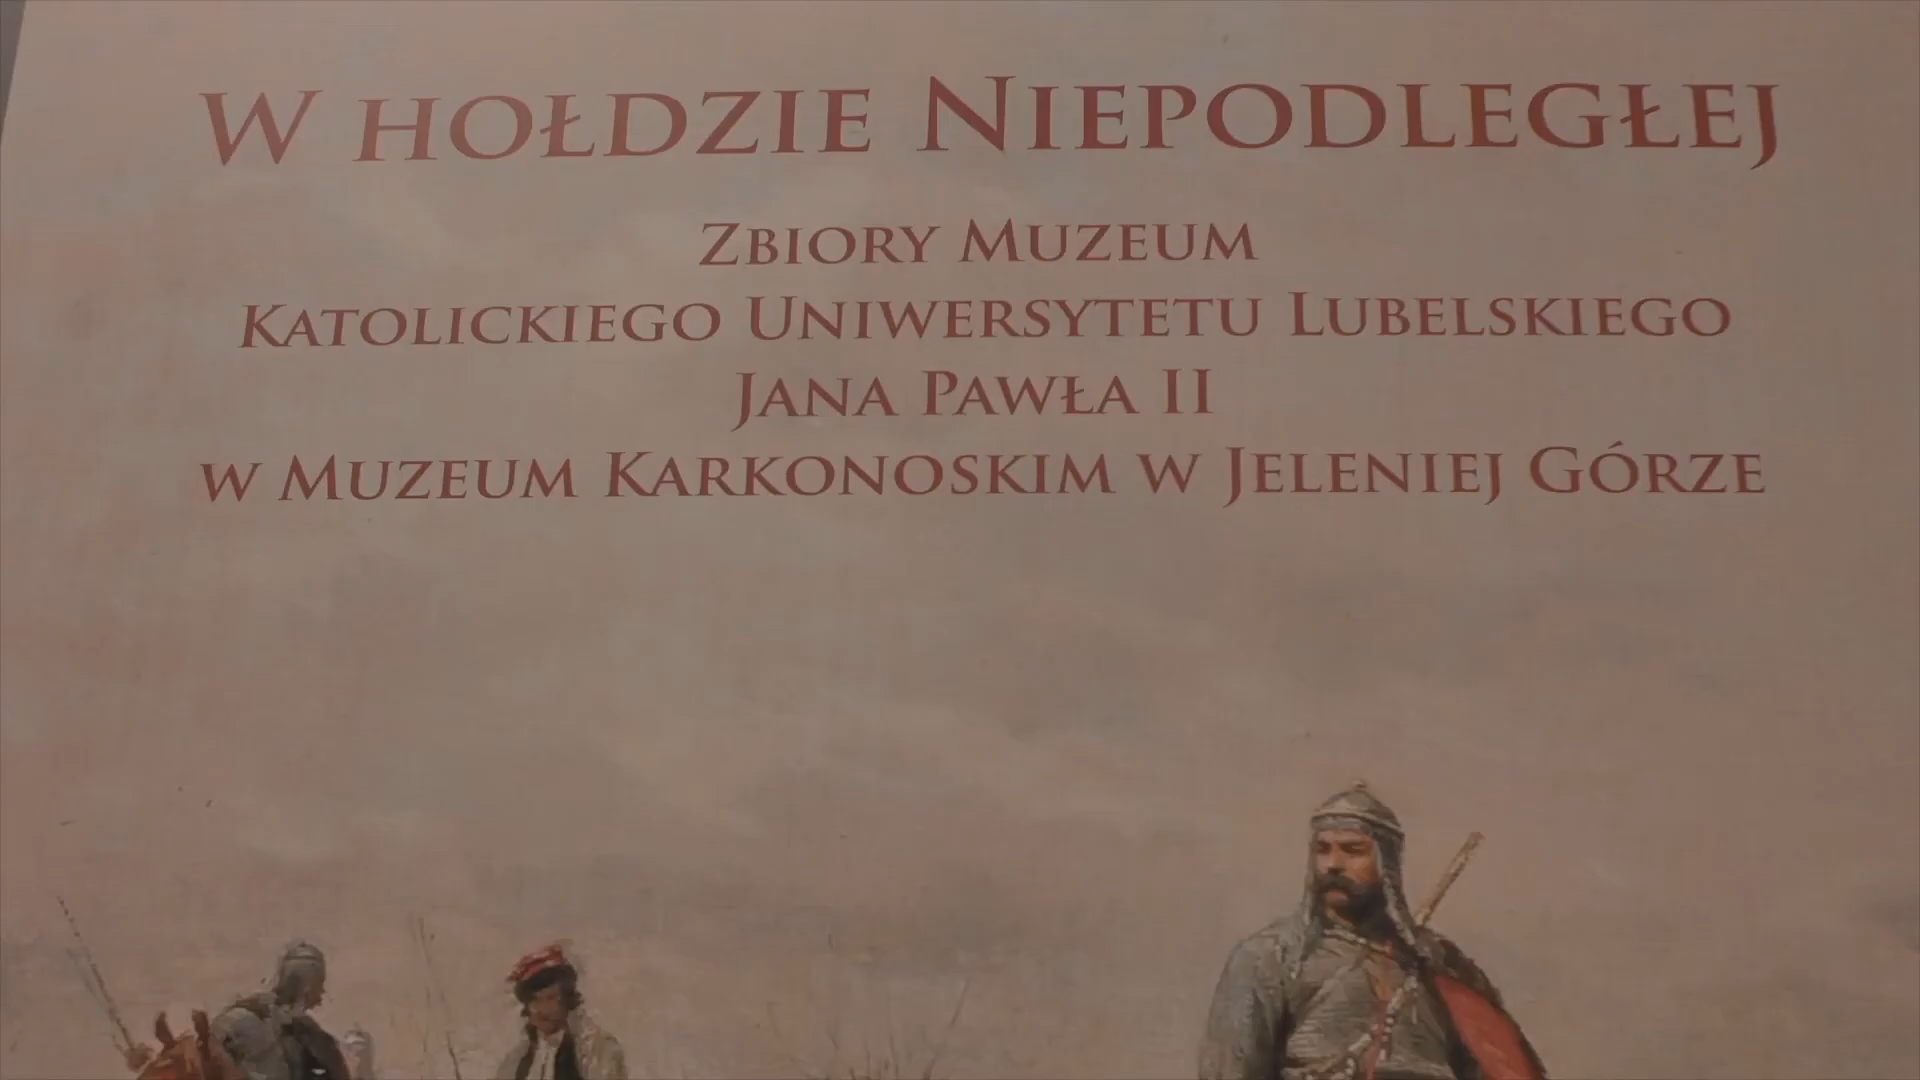 W HOŁDZIE NIEPODLEGŁEJ
ZBIORY MUZEUM
KATOLICKIEGO UNIWERSYTETU LUBELSKIEGO
JANA PAWŁA II
W MUZEUM KARKONOSKIM W JELENIEJ GÓRZE